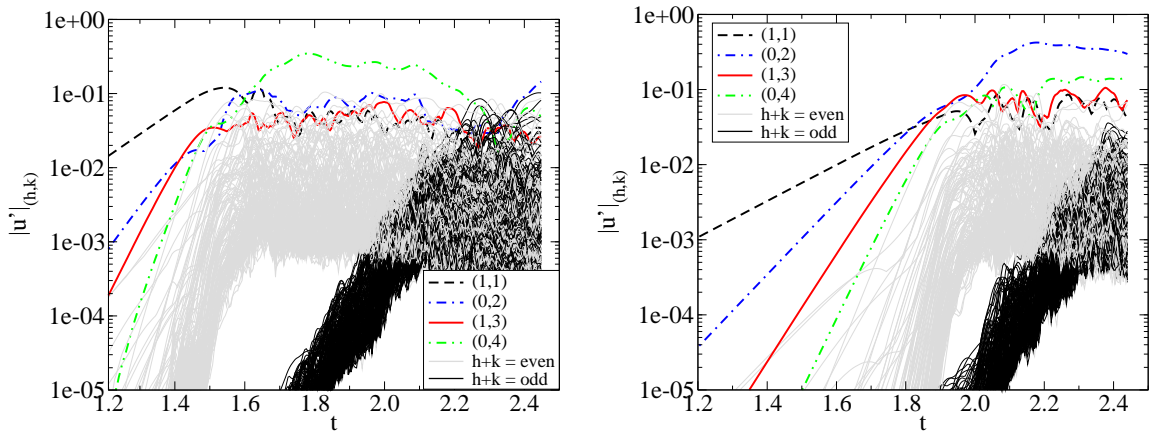 1e+00
1e-01
1e-02
1e-03
1e-04
1e-05
|u'|(h,k)
1.2 1.4 1.6 1.8 2.0 2.2 2.4
t
(1,1)
(0,2)
(1,3)
(0,4)
h+k = even
h+k = odd
1e+00
1e-01
1e-02
1e-03
1e-04
1e-05
|u'|(h,k)
1.2 1.4 1.6 1.8 2.0 2.2 2.4
t
(1,1)
(0,2)
(1,3)
(0,4)
h+k = even
h+k = odd